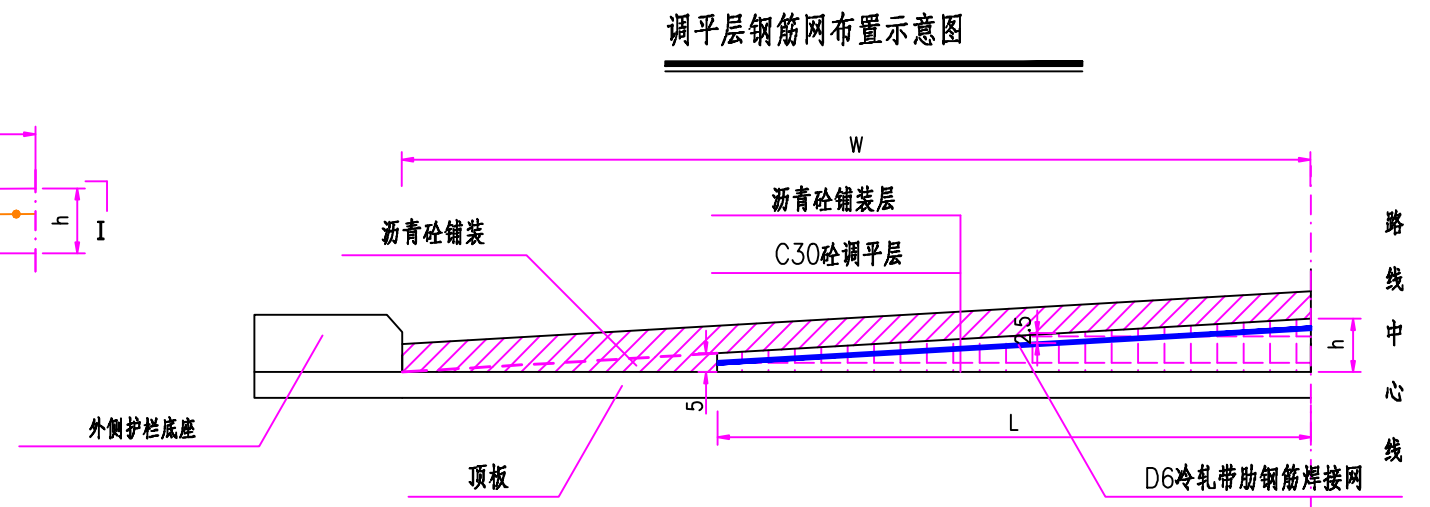 调平层钢筋网布置示意图
W
h
I
沥青砼铺装
沥青砼铺装层
C30砼调平层
路线中心线
2.5
h
5
L
外侧护栏底座
顶板
D6冷轧带肋钢筋焊接网